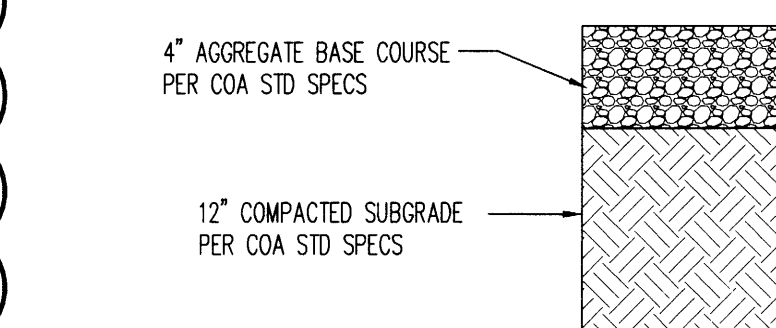 4" AGGREGATE BASE COURSE
PER COA STD SPECS
12" COMPACTED SUBGRADE
PER COA STD SPECS